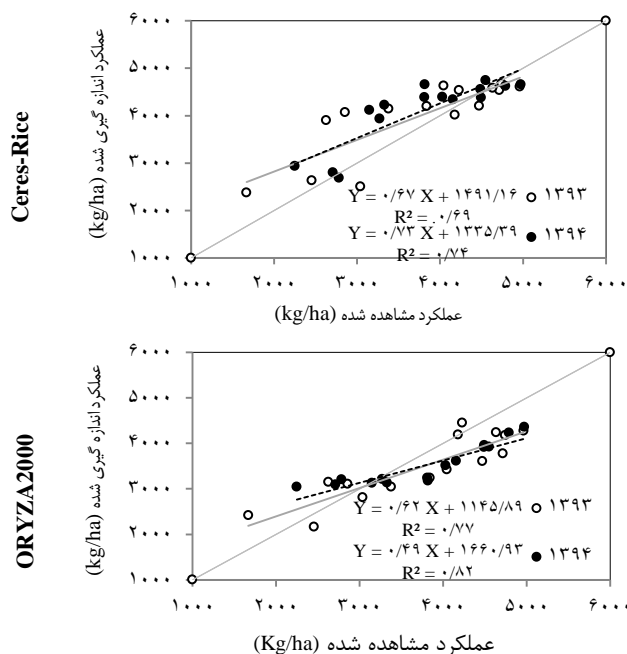 Ceres-Rice
عملکرد اندازه گیری شده (kg/ha)
۶۰۰۰
۵۰۰۰
۴۰۰۰
۳۰۰۰
۲۰۰۰
۱۰۰۰
Y = ۰/۶۷ X + ۱۴۹۱/۱۶ ۱۳۹۳
R² = ۰/۶۹
Y = ۰/۷۳ X + ۱۳۳۵/۳۹ ۱۳۹۴
R² = ۰/۷۴
۱۰۰۰ ۲۰۰۰ ۳۰۰۰ ۴۰۰۰ ۵۰۰۰ ۶۰۰۰
عملکرد مشاهده شده (kg/ha)
ORYZA2000
عملکرد اندازه گیری شده (kg/ha)
۶۰۰۰
۵۰۰۰
۴۰۰۰
۳۰۰۰
۲۰۰۰
۱۰۰۰
Y = ۰/۶۲ X + ۱۱۴۵/۸۹ ۱۳۹۳
R² = ۰/۷۷
Y = ۰/۴۹ X + ۱۶۶۰/۹۳ ۱۳۹۴
R² = ۰/۸۲
۱۰۰۰ ۲۰۰۰ ۳۰۰۰ ۴۰۰۰ ۵۰۰۰ ۶۰۰۰
عملکرد مشاهده شده (Kg/ha)